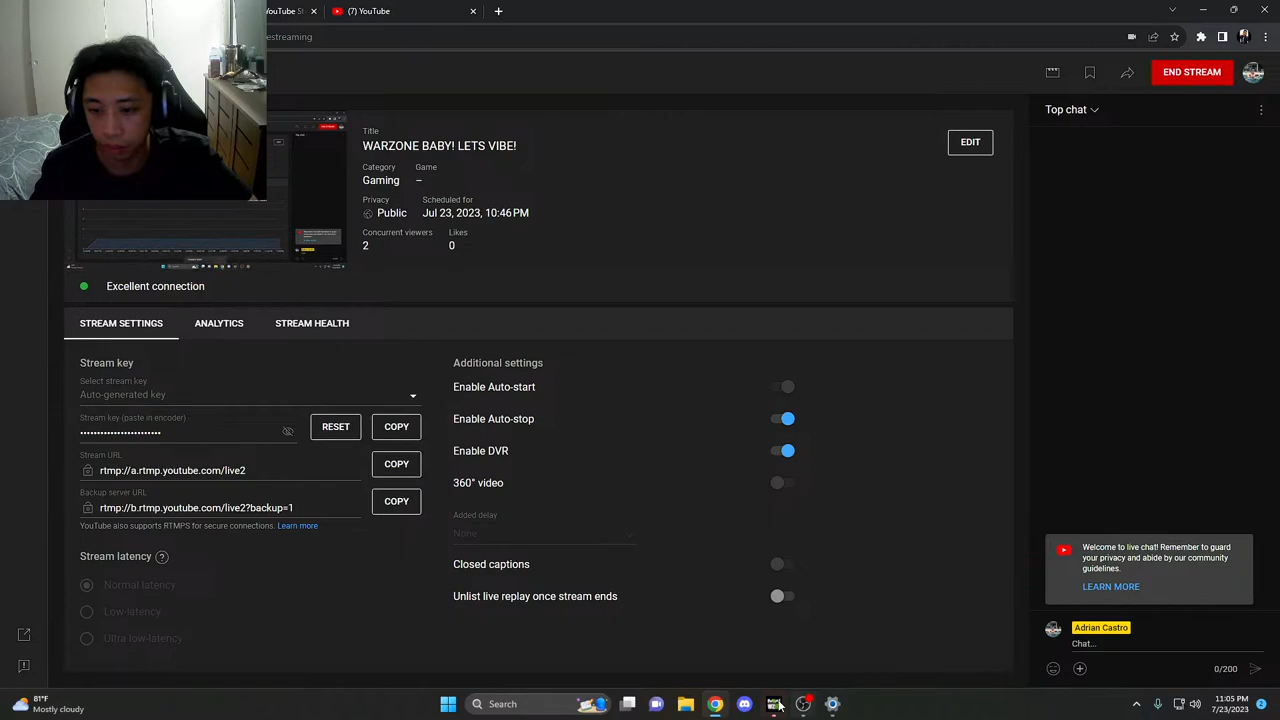 (7) YouTube
estreaming
END STREAM
Title
WARZONE BABY! LETS VIBE!
EDIT
Category Game
Gaming –
Privacy Scheduled for
Public Jul 23, 2023, 10:46 PM
Concurrent viewers Likes
2 0
Excellent connection
STREAM SETTINGS ANALYTICS STREAM HEALTH
Stream key
Select stream key
Auto-generated key
Stream key (paste in encoder)
RESET COPY
Stream URL
rtmp://a.rtmp.youtube.com/live2
COPY
Backup server URL
rtmp://b.rtmp.youtube.com/live2?backup=1
COPY
YouTube also supports RTMPS for secure connections. Learn more
Stream latency ?
Normal latency
Low-latency
Ultra low-latency
Additional settings
Enable Auto-start
Enable Auto-stop
Enable DVR
360° video
Added delay
None
Closed captions
Unlist live replay once stream ends
Top chat
Welcome to live chat! Remember to guard
your privacy and abide by our community
guidelines.
LEARN MORE
Adrian Castro
Chat...
0/200
81°F
Mostly cloudy
Search
11:05 PM
7/23/2023